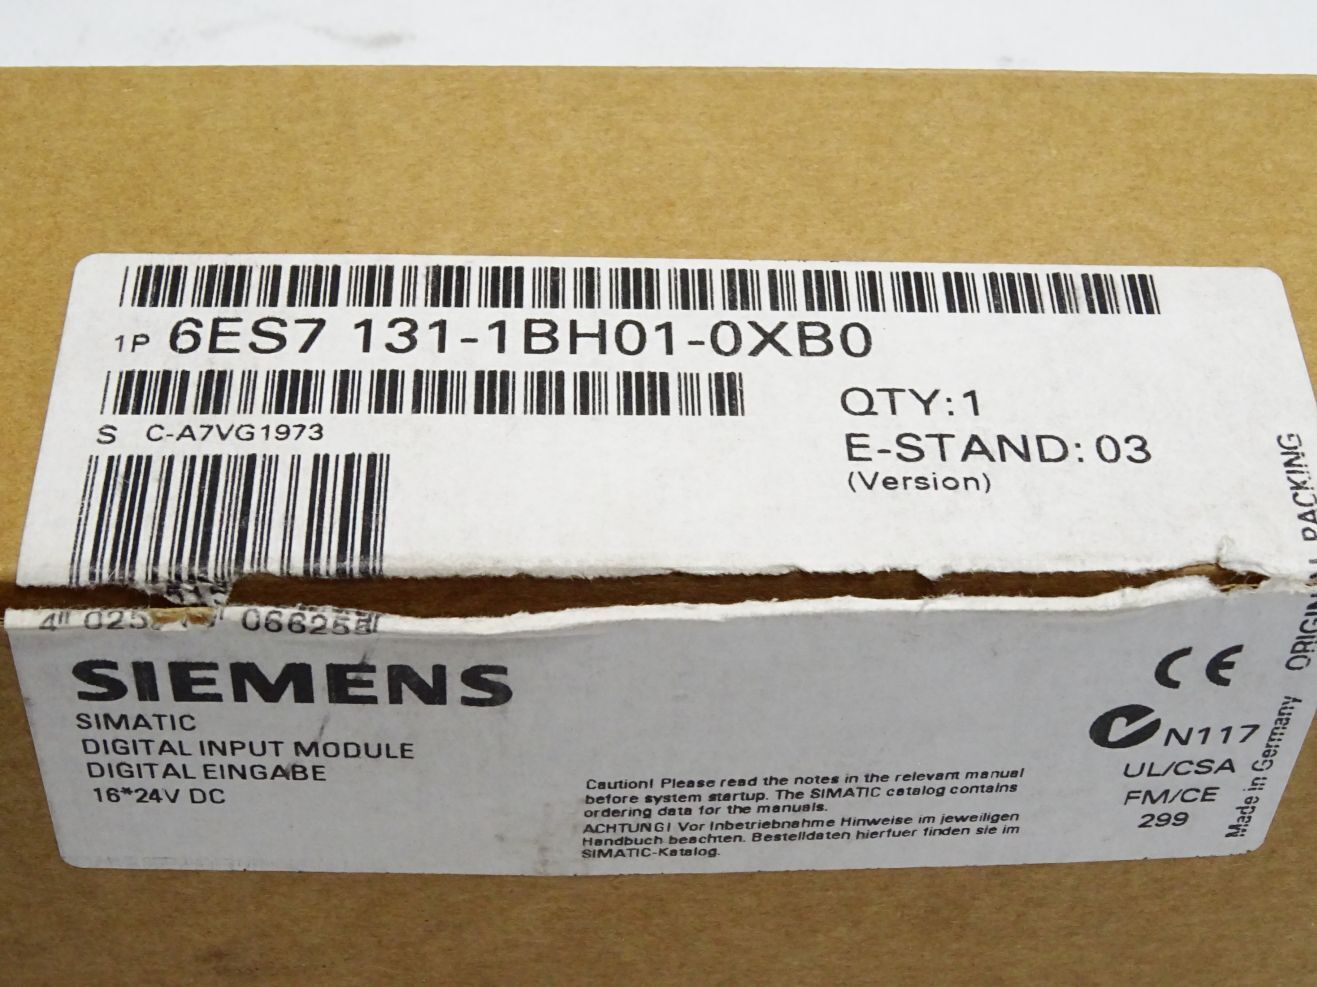 1P 6ES7 131-1BH01-0XB0
S C-A7VG1973
QTY:1
E-STAND: 03
(Version)
SIEMENS
SIMATIC
DIGITAL INPUT MODULE
DIGITAL EINGABE
16*24V DC
Caution! Please read the notes in the relevant manual
before system startup. The SIMATIC catalog contains
ordering data for the manuals.
ACHTUNG! Vor Inbetriebnahme Hinweise im jeweiligen
Handbuch beachten. Bestelldaten hierfuer finden sie im
SIMATIC-Katalog.
CE
N117
UL/CSA
FM/CE
299
Made in Germany ORIGINAL PACKING